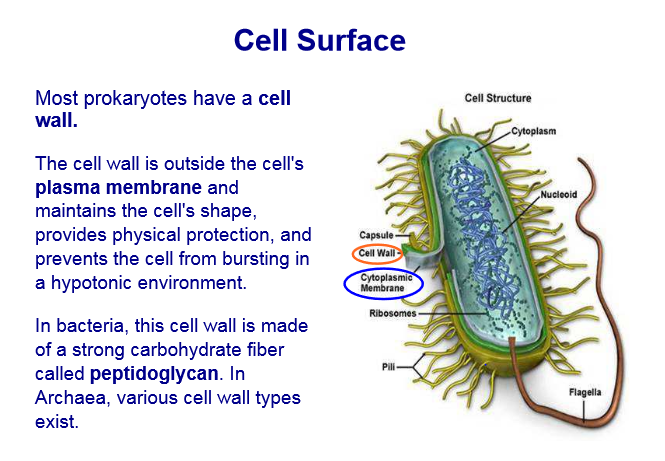 Cell Surface
Most prokaryotes have a cell
wall.
The cell wall is outside the cell's
plasma membrane and
maintains the cell's shape,
provides physical protection, and
prevents the cell from bursting in
a hypotonic environment.
In bacteria, this cell wall is made
of a strong carbohydrate fiber
called peptidoglycan. In
Archaea, various cell wall types
exist.
Cell Structure
Cytoplasm
Nucleoid
Capsule
Cell Wall
Cytoplasmic
Membrane
Ribosomes
Pili
Flagella